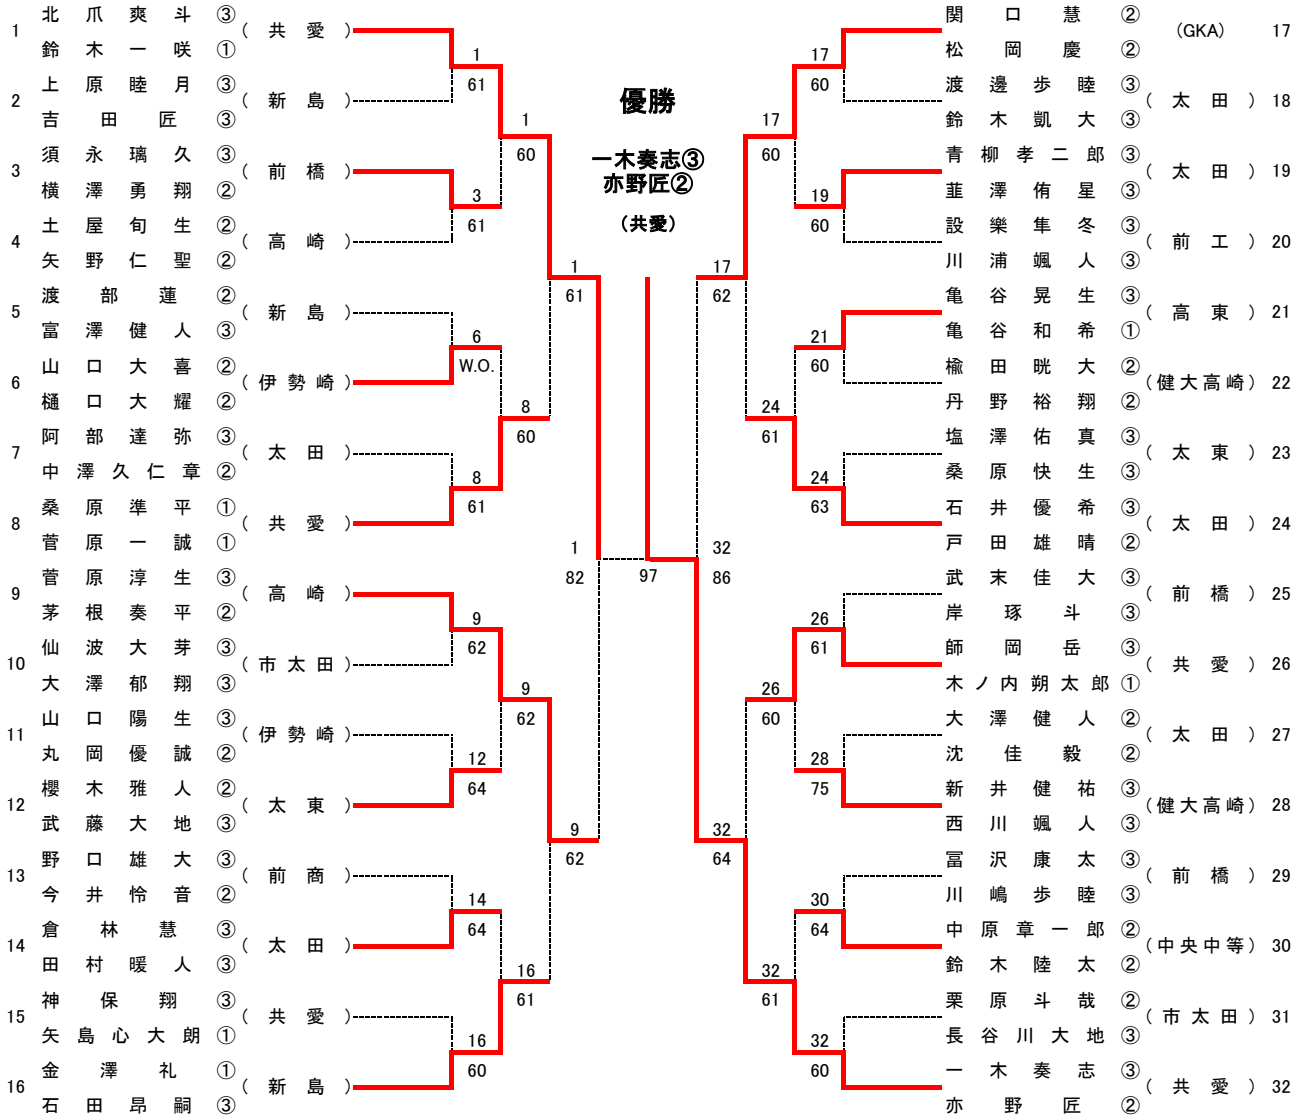 北爪爽斗 ③
1 (共愛)
鈴木一咲 ①
上原睦月 ③
2 (新島)
吉田匠 ③
須永璃久 ③
3 (前橋)
横澤勇翔 ②
土屋旬生 ②
4 (高崎)
矢野仁聖 ②
渡部蓮 ②
5 (新島)
富澤健人 ③
山口大喜 ②
6 (伊勢崎)
樋口大耀 ②
阿部達弥 ③
7 (太田)
中澤久仁章 ②
桑原準平 ①
8 (共愛)
菅原一誠 ①
菅原淳生 ③
9 (高崎)
茅根奏平 ②
仙波大芽 ③
10 (市太田)
大澤郁翔 ③
山口陽生 ③
11 (伊勢崎)
丸岡優誠 ②
櫻木雅人 ②
12 (太東)
武藤大地 ③
野口雄大 ③
13 (前商)
今井怜音 ②
倉林慧 ③
14 (太田)
田村暖人 ③
神保翔 ③
15 (共愛)
矢島心大朗 ①
金澤礼 ①
16 (新島)
石田昂嗣 ③
1
61
3
61
6
W.O.
8
61
9
62
12
64
14
64
16
60
1
60
8
60
9
62
16
61
1
61
9
62
1
82
優勝
一木奏志③
亦野匠②
(共愛)
97
32
86
17
62
32
64
17
60
24
61
26
60
32
61
17
60
19
60
21
60
24
63
26
61
28
75
30
64
32
60
関口慧 ②
(GKA) 17
松岡慶 ②
渡邊歩睦 ③
(太田) 18
鈴木凱大 ③
青柳孝二郎 ③
(太田) 19
韮澤侑星 ③
設樂隼冬 ③
(前工) 20
川浦颯人 ③
亀谷晃生 ③
(高東) 21
亀谷和希 ①
楡田晄大 ②
(健大高崎) 22
丹野裕翔 ②
塩澤佑真 ③
(太東) 23
桑原快生 ③
石井優希 ③
(太田) 24
戸田雄晴 ②
武末佳大 ③
(前橋) 25
岸琢斗 ③
師岡岳 ③
(共愛) 26
木ノ内朔太郎 ①
大澤健人 ②
(太田) 27
沈佳毅 ②
新井健祐 ③
(健大高崎) 28
西川颯人 ③
冨沢康太 ③
(前橋) 29
川嶋歩睦 ③
中原章一郎 ②
(中央中等) 30
鈴木陸太 ②
栗原斗哉 ②
(市太田) 31
長谷川大地 ③
一木奏志 ③
(共愛) 32
亦野匠 ②